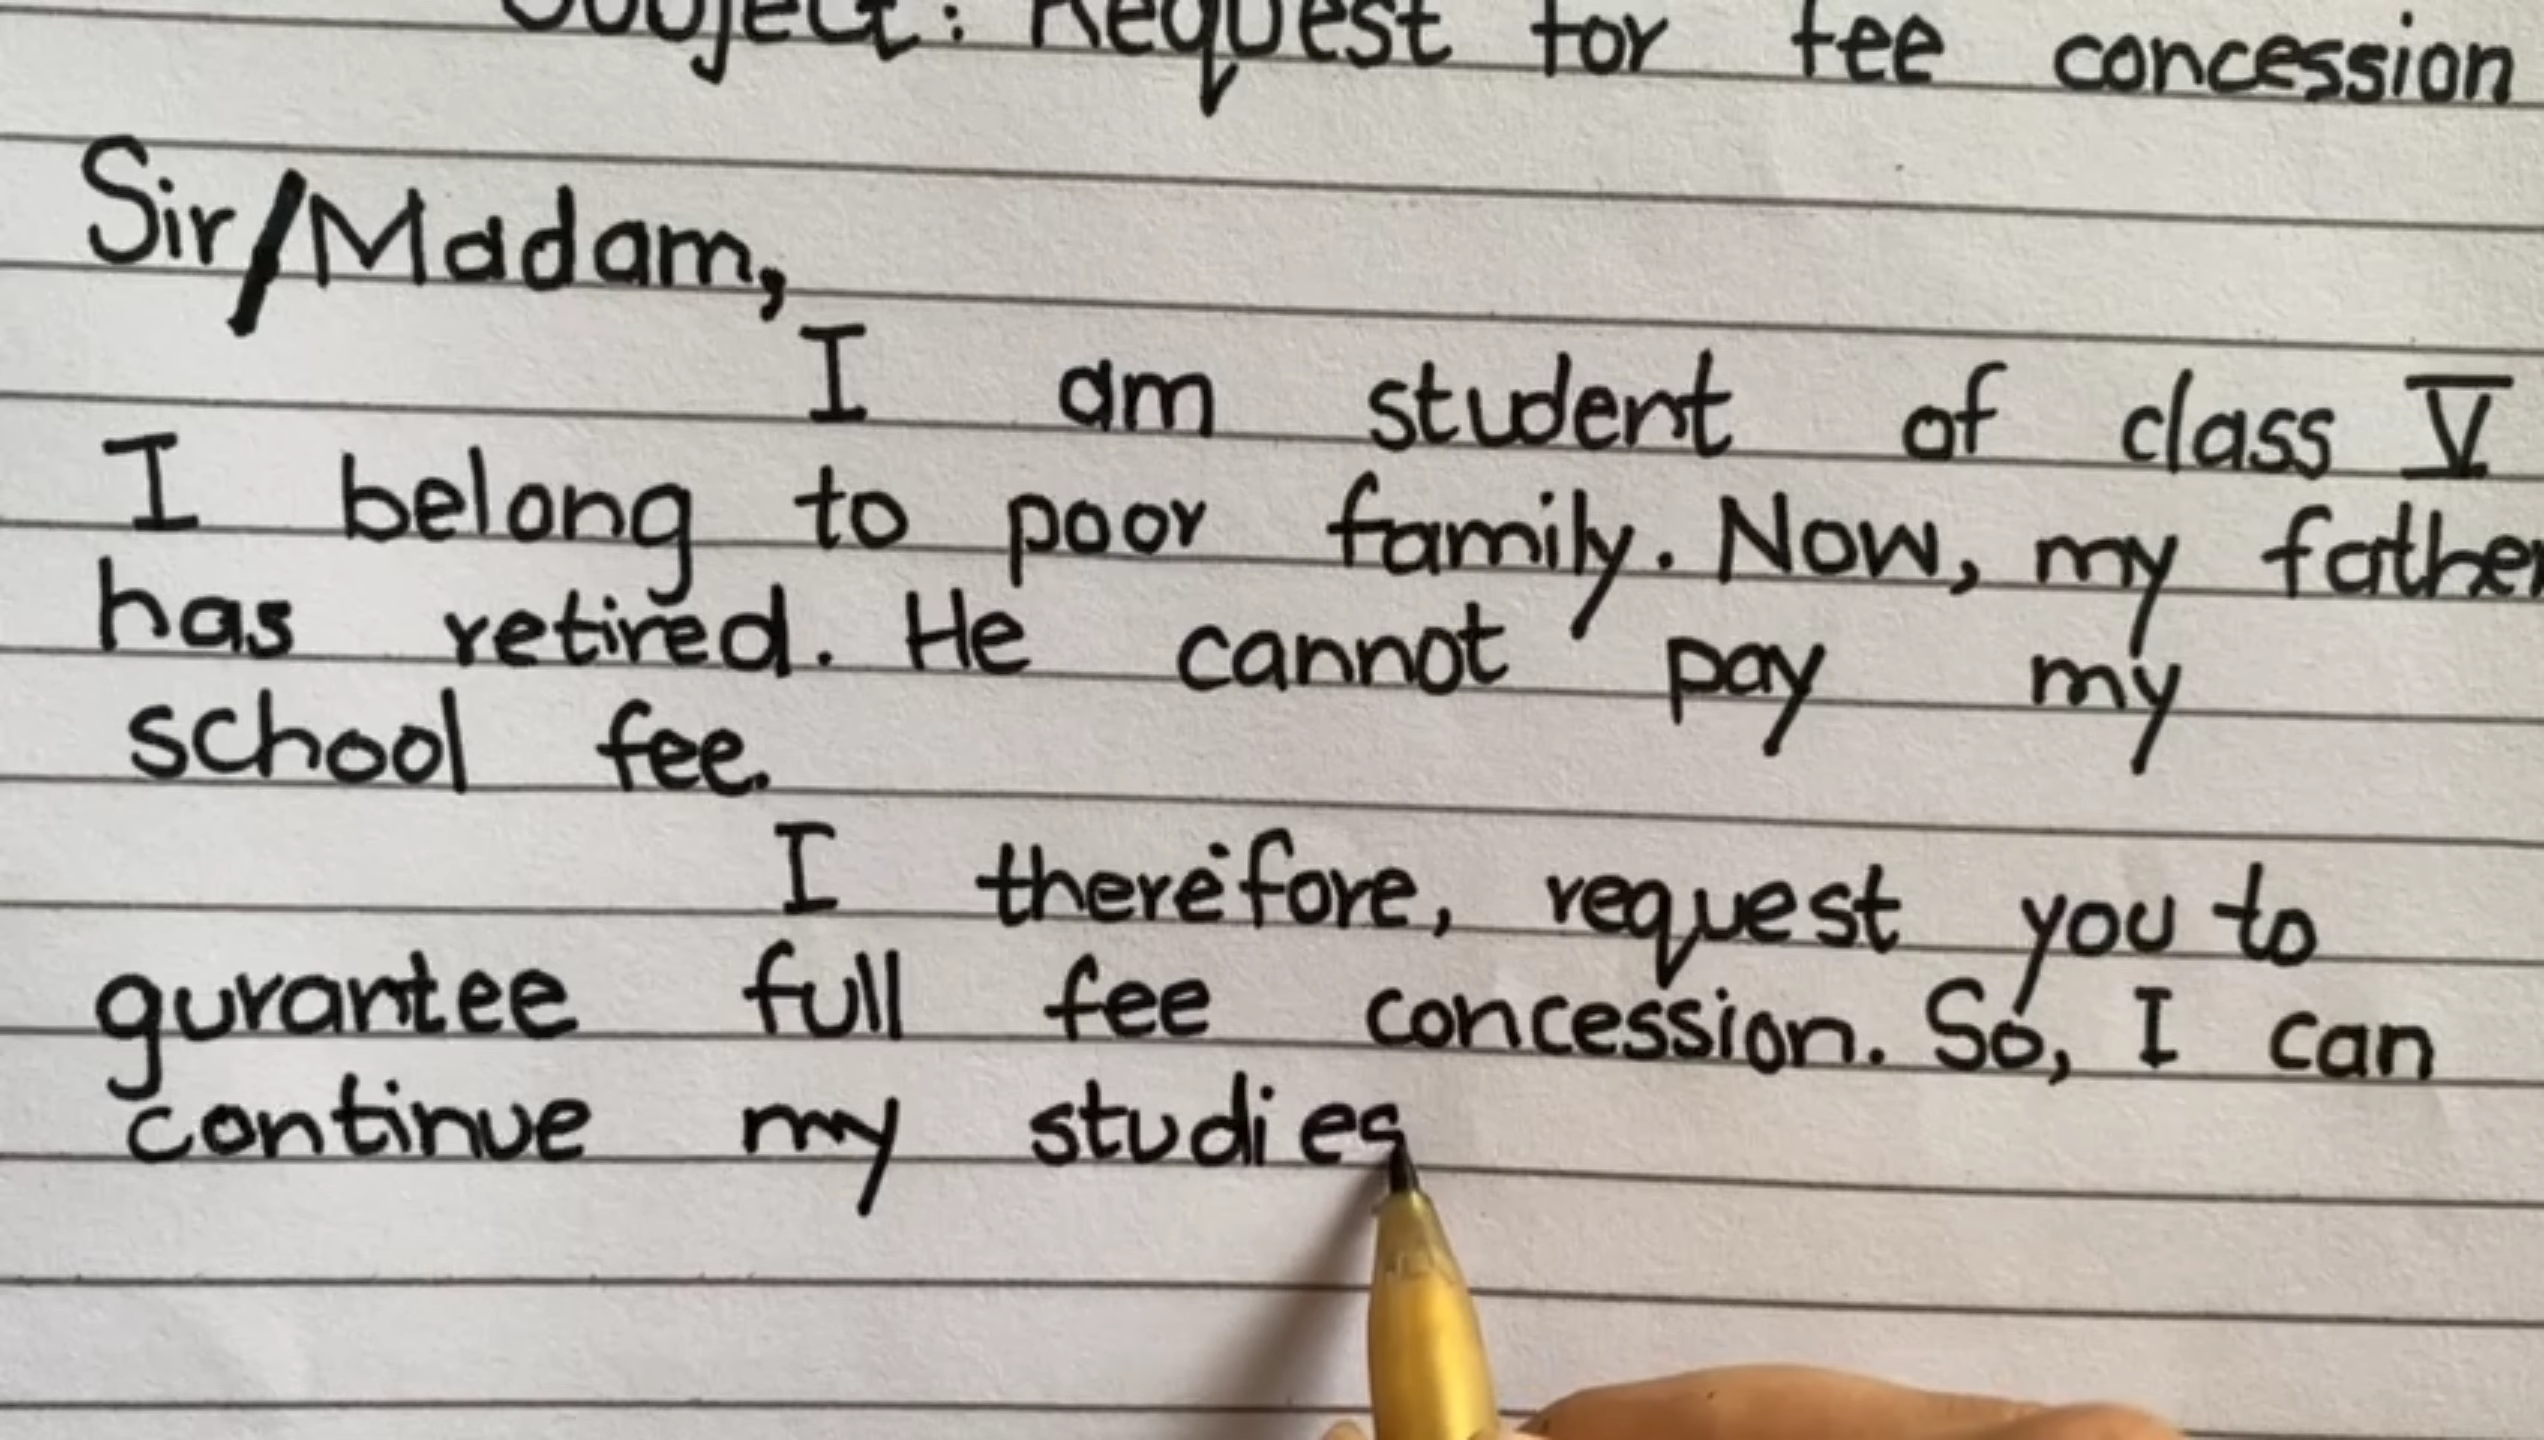 Subject: Request for fee concession
Sir/Madam,
I am student of class V
I belong to poor family. Now, my father
has retired. He cannot pay my
school fee.
I therefore, request you to
gurantee full fee concession. So, I can
continue my studies